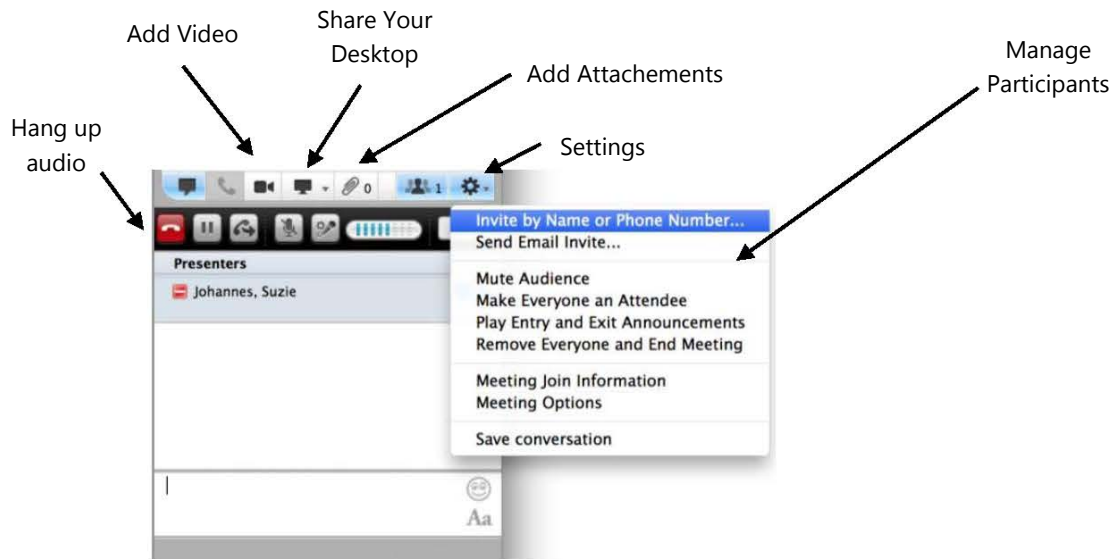 Add Video
Share Your
Desktop
Add Attachements
Manage
Participants
Hang up
audio
Settings
0
1
Invite by Name or Phone Number...
Send Email Invite...
Presenters
Johannes, Suzie
Mute Audience
Make Everyone an Attendee
Play Entry and Exit Announcements
Remove Everyone and End Meeting
Meeting Join Information
Meeting Options
Save conversation
Aa